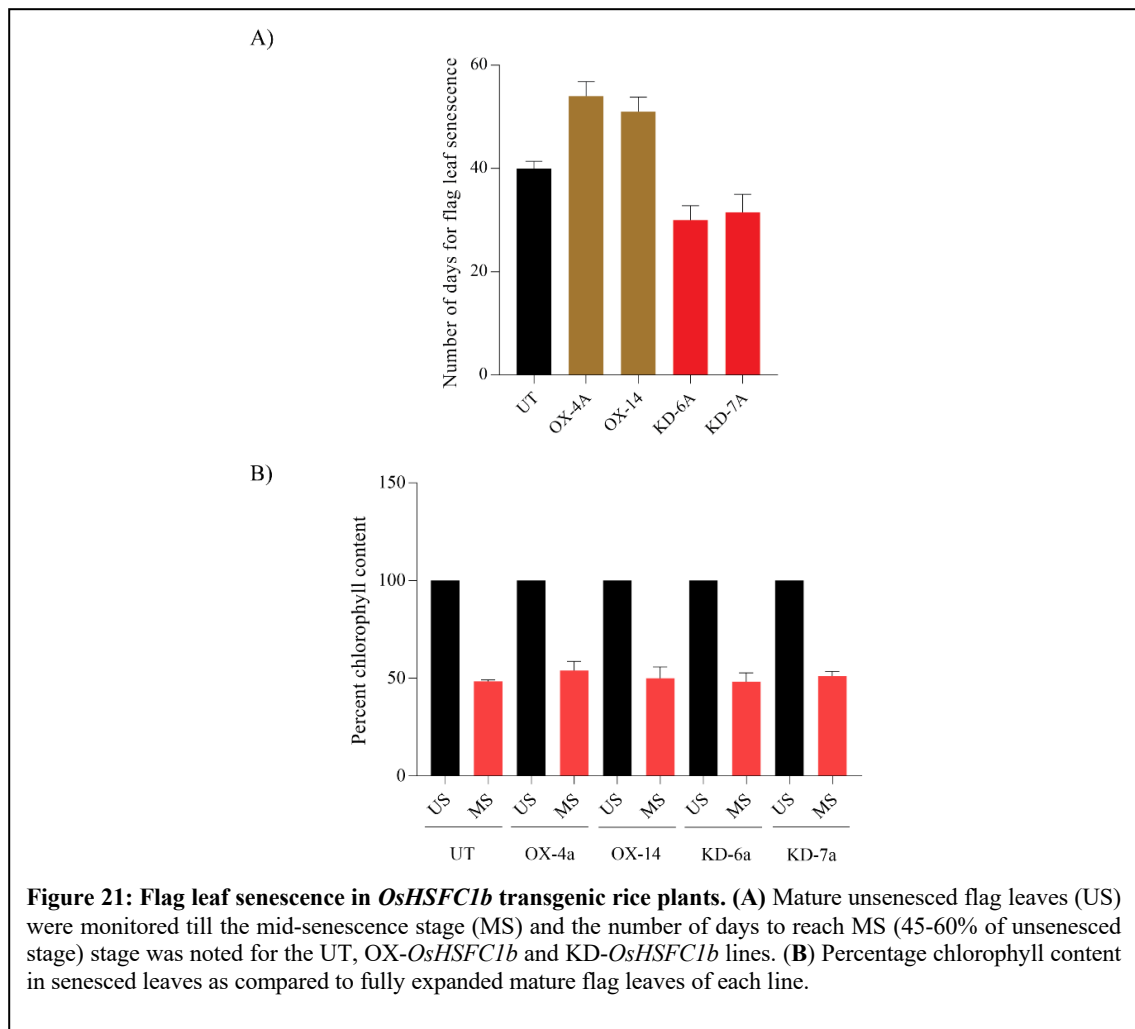 A)
Number of days for flag leaf senescence
60
40
20
0
UT
OX-4A
OX-14
KD-6A
KD-7A
B)
Percent chlorophyll content
150
100
50
0
US MS US MS US MS US MS US MS
UT OX-4a OX-14 KD-6a KD-7a
Figure 21: Flag leaf senescence in OsHSFC1b transgenic rice plants. (A) Mature unsenesced flag leaves (US)
were monitored till the mid-senescence stage (MS) and the number of days to reach MS (45-60% of unsenesced
stage) stage was noted for the UT, OX-OsHSFC1b and KD-OsHSFC1b lines. (B) Percentage chlorophyll content
in senesced leaves as compared to fully expanded mature flag leaves of each line.